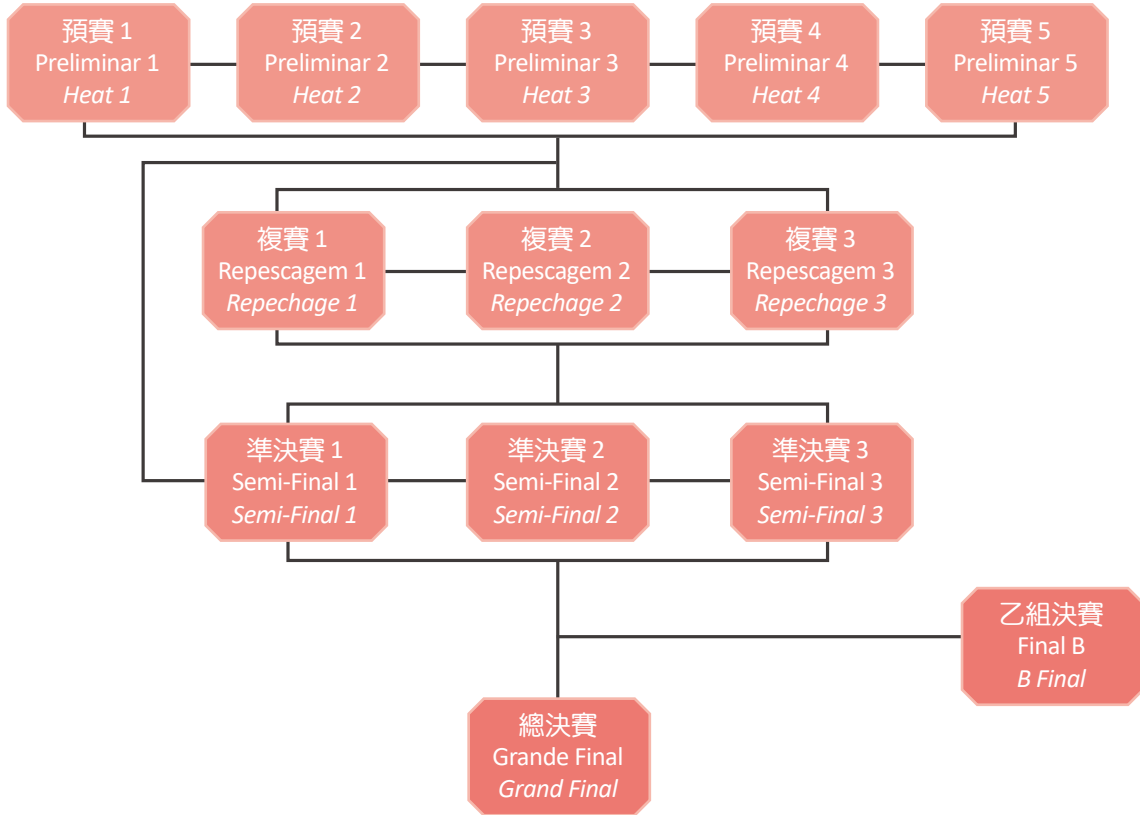 預賽 1
Preliminar 1
Heat 1
預賽 2
Preliminar 2
Heat 2
預賽 3
Preliminar 3
Heat 3
預賽 4
Preliminar 4
Heat 4
預賽 5
Preliminar 5
Heat 5
複賽 1
Repescagem 1
Repechage 1
複賽 2
Repescagem 2
Repechage 2
複賽 3
Repescagem 3
Repechage 3
準決賽 1
Semi-Final 1
Semi-Final 1
準決賽 2
Semi-Final 2
Semi-Final 2
準決賽 3
Semi-Final 3
Semi-Final 3
乙組決賽
Final B
B Final
總決賽
Grande Final
Grand Final